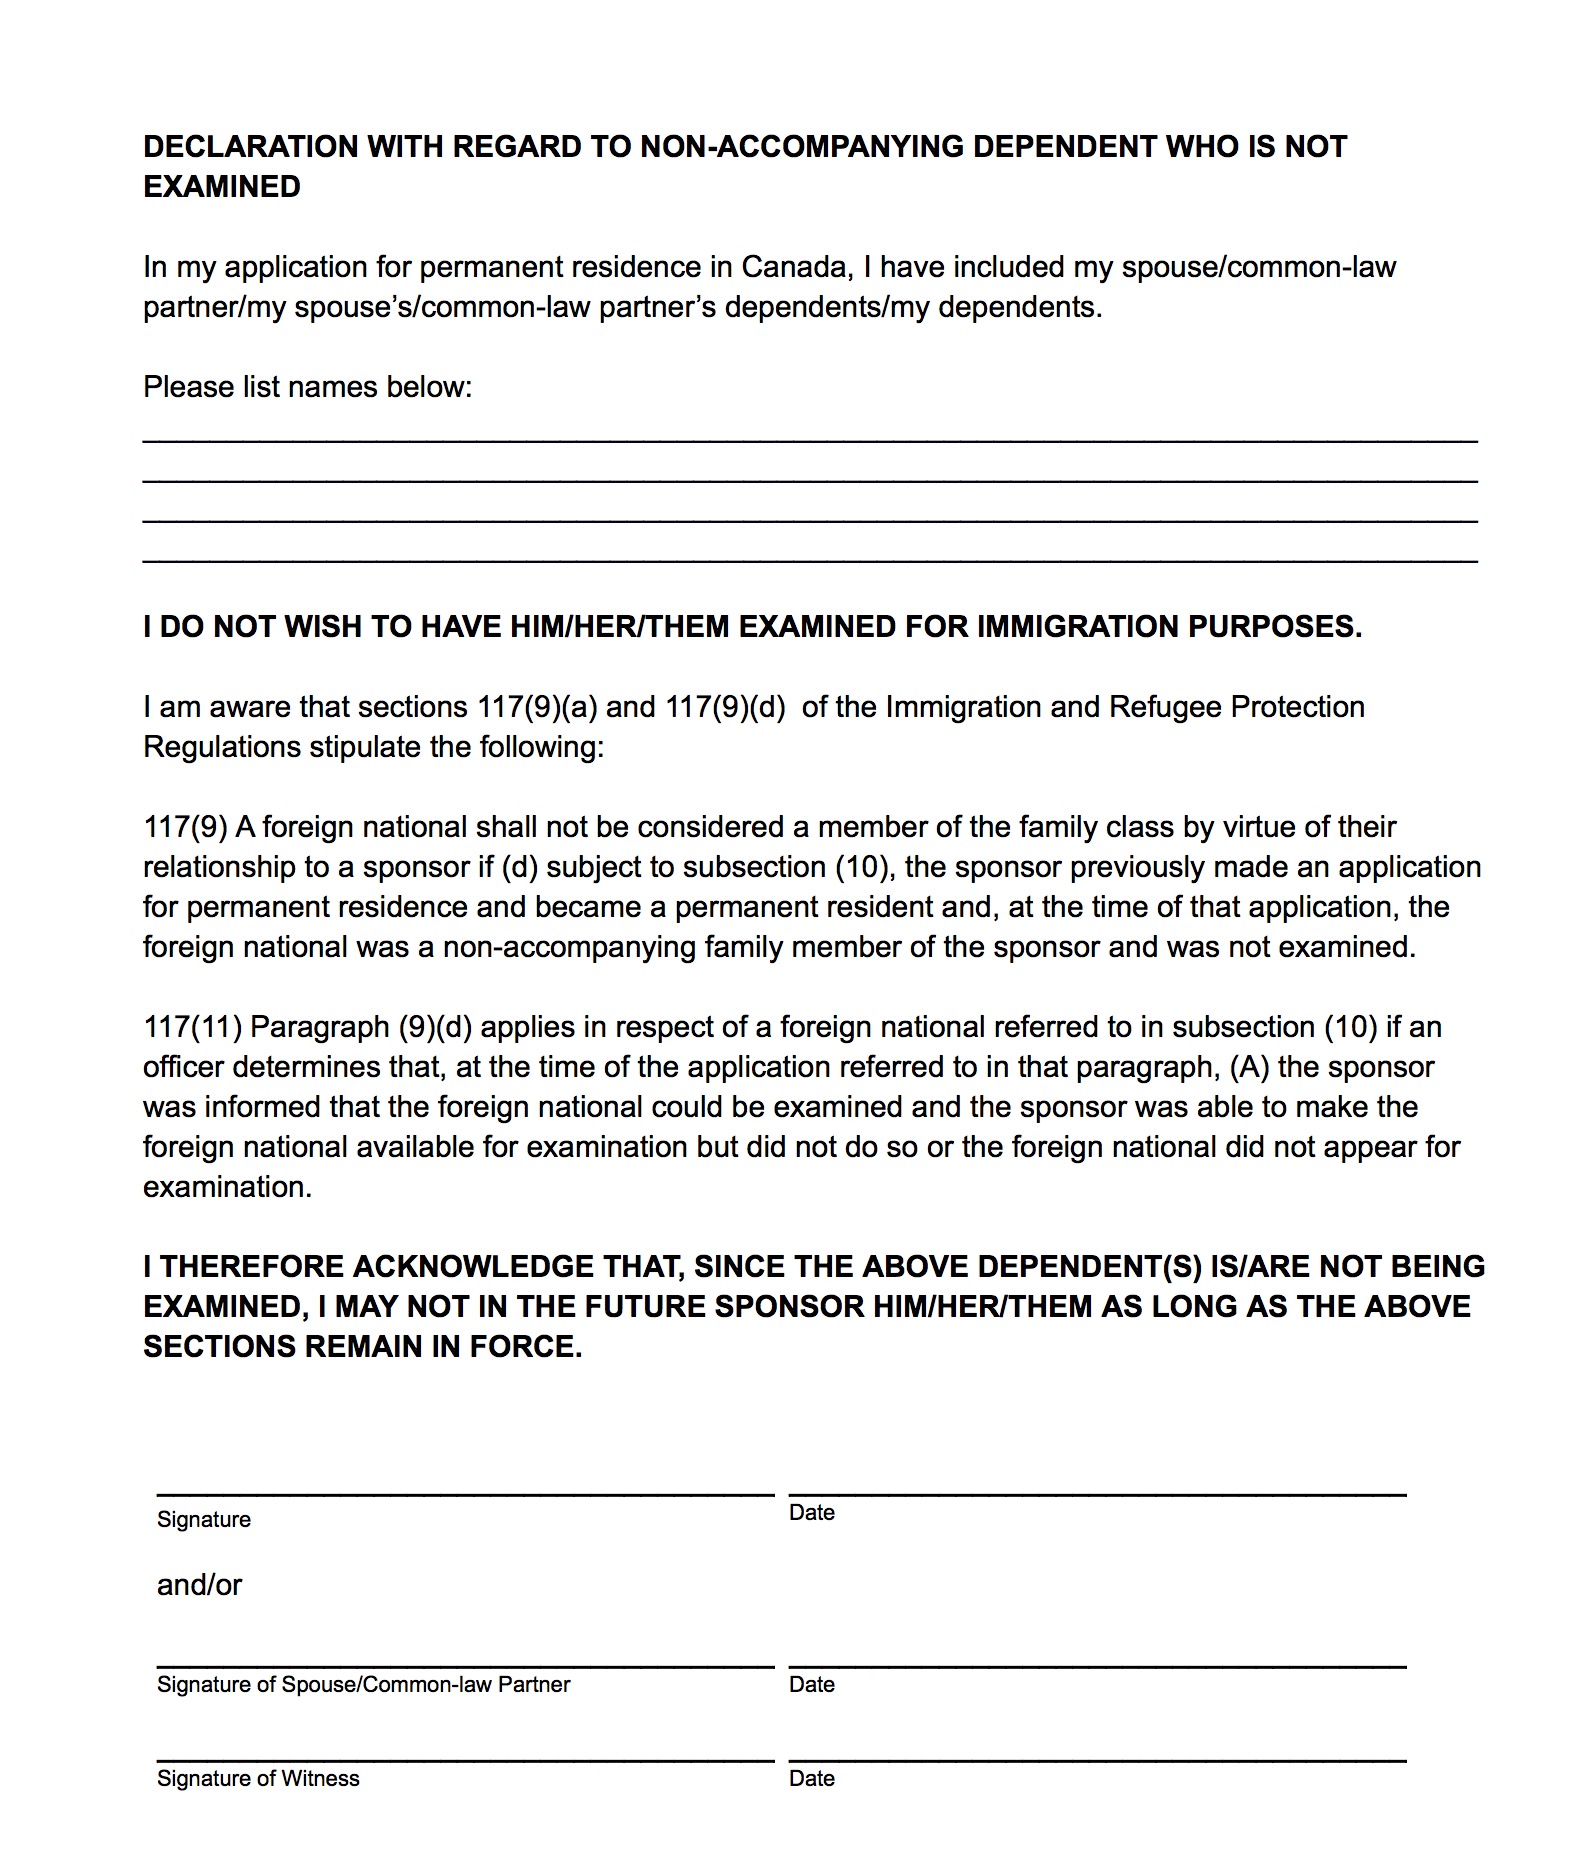 DECLARATION WITH REGARD TO NON-ACCOMPANYING DEPENDENT WHO IS NOT
EXAMINED
In my application for permanent residence in Canada, I have included my spouse/common-law
partner/my spouse’s/common-law partner’s dependents/my dependents.
Please list names below:
I DO NOT WISH TO HAVE HIM/HER/THEM EXAMINED FOR IMMIGRATION PURPOSES.
I am aware that sections 117(9)(a) and 117(9)(d)  of the Immigration and Refugee Protection
Regulations stipulate the following:
117(9) A foreign national shall not be considered a member of the family class by virtue of their
relationship to a sponsor if (d) subject to subsection (10), the sponsor previously made an application
for permanent residence and became a permanent resident and, at the time of that application, the
foreign national was a non-accompanying family member of the sponsor and was not examined.
117(11) Paragraph (9)(d) applies in respect of a foreign national referred to in subsection (10) if an
officer determines that, at the time of the application referred to in that paragraph, (A) the sponsor
was informed that the foreign national could be examined and the sponsor was able to make the
foreign national available for examination but did not do so or the foreign national did not appear for
examination.
I THEREFORE ACKNOWLEDGE THAT, SINCE THE ABOVE DEPENDENT(S) IS/ARE NOT BEING
EXAMINED, I MAY NOT IN THE FUTURE SPONSOR HIM/HER/THEM AS LONG AS THE ABOVE
SECTIONS REMAIN IN FORCE.
Signature Date
and/or
Signature of Spouse/Common-law Partner Date
Signature of Witness Date